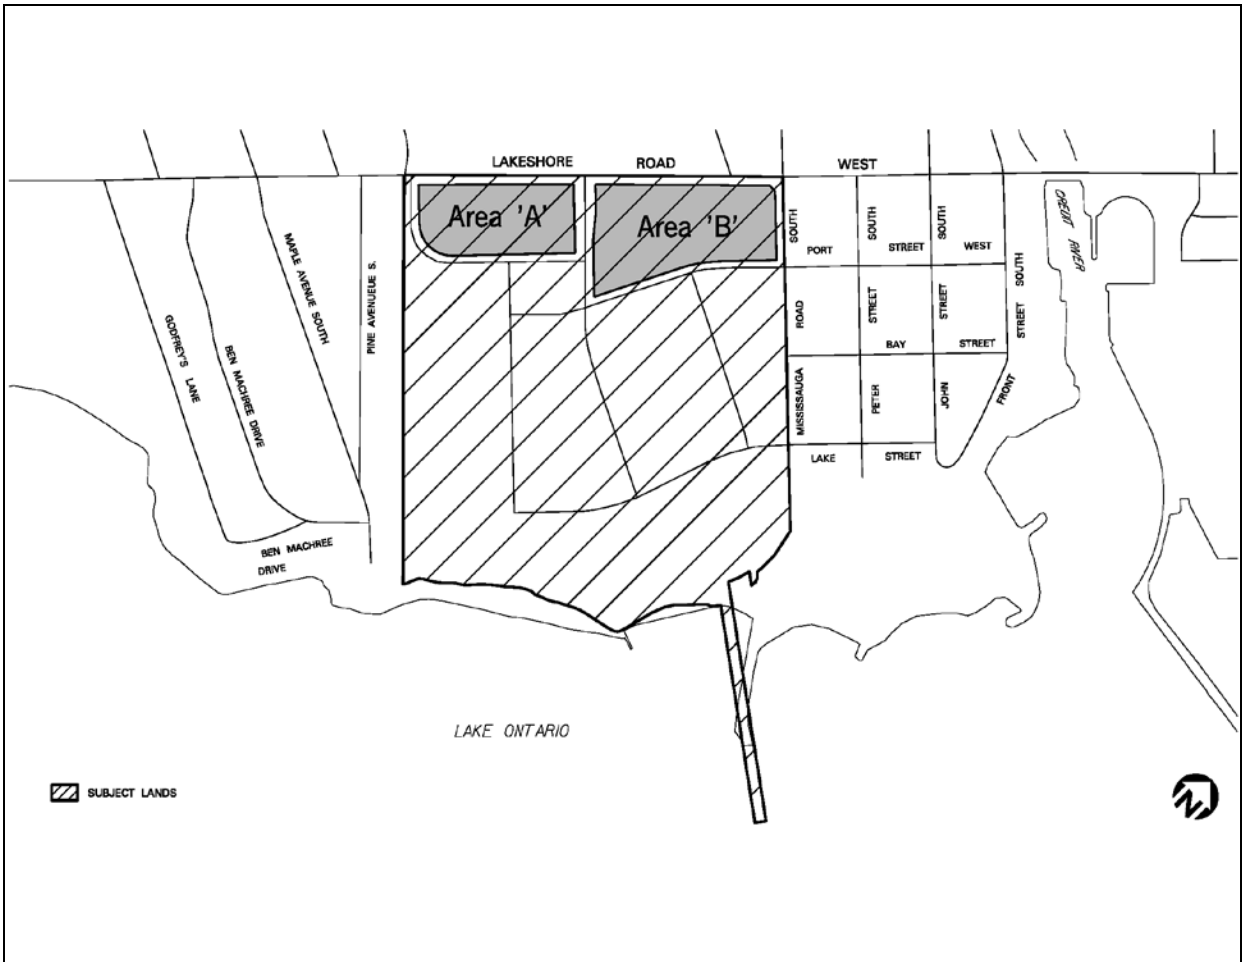 LAKESHORE ROAD WEST
Area 'A'
Area 'B'
CREDIT RIVER
MAPLE AVENUE SOUTH
PINE AVENUEUE S.
GODFREY'S LANE
BEN MACHREE DRIVE
BEN MACHREE
DRIVE
MISSISSAUGA ROAD SOUTH
PETER STREET SOUTH
JOHN STREET SOUTH
FRONT STREET SOUTH
PORT STREET WEST
BAY STREET
LAKE STREET
LAKE ONTARIO
SUBJECT LANDS
N